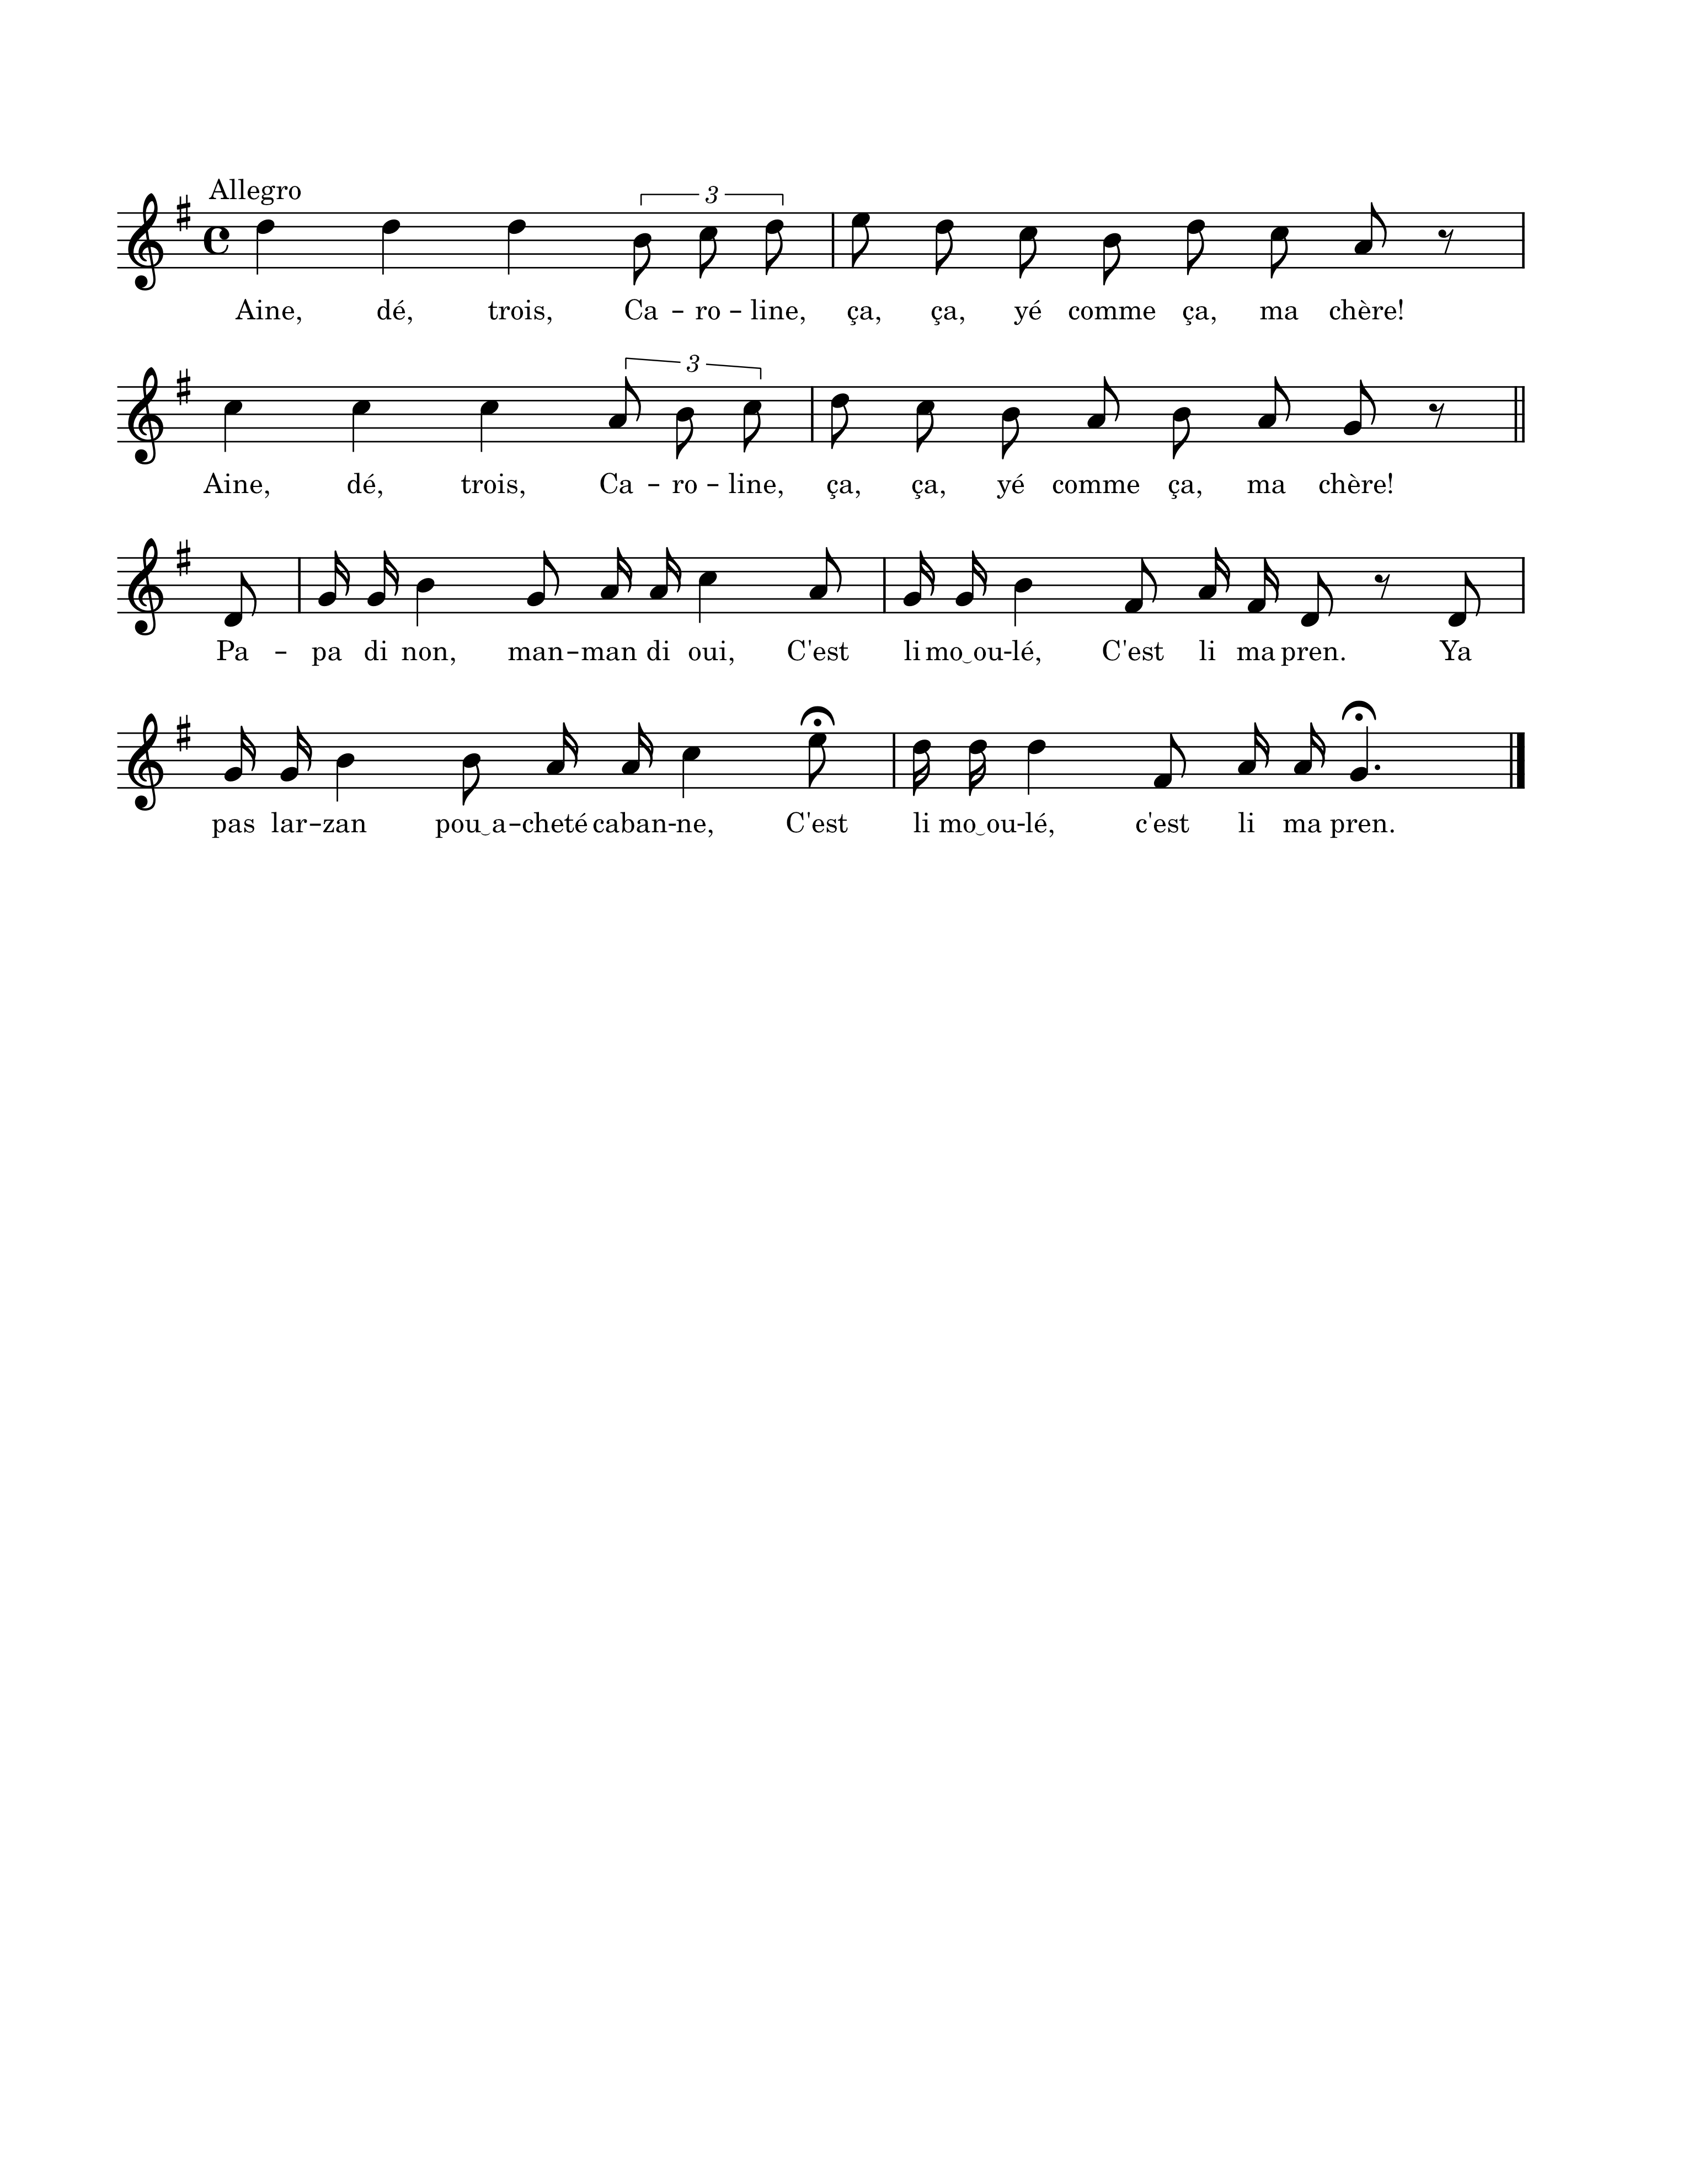 Allegro
3
Aine, dé, trois, Ca – ro – line, ça, ça, yé comme ça, ma chère!
3
Aine, dé, trois, Ca – ro – line, ça, ça, yé comme ça, ma chère!
Pa – pa di non, man – man di oui, C'est li mo‿ou-lé, C'est li ma pren. Ya
pas lar – zan pou‿a – cheté caban-ne, C'est li mo‿ou-lé, c'est li ma pren.